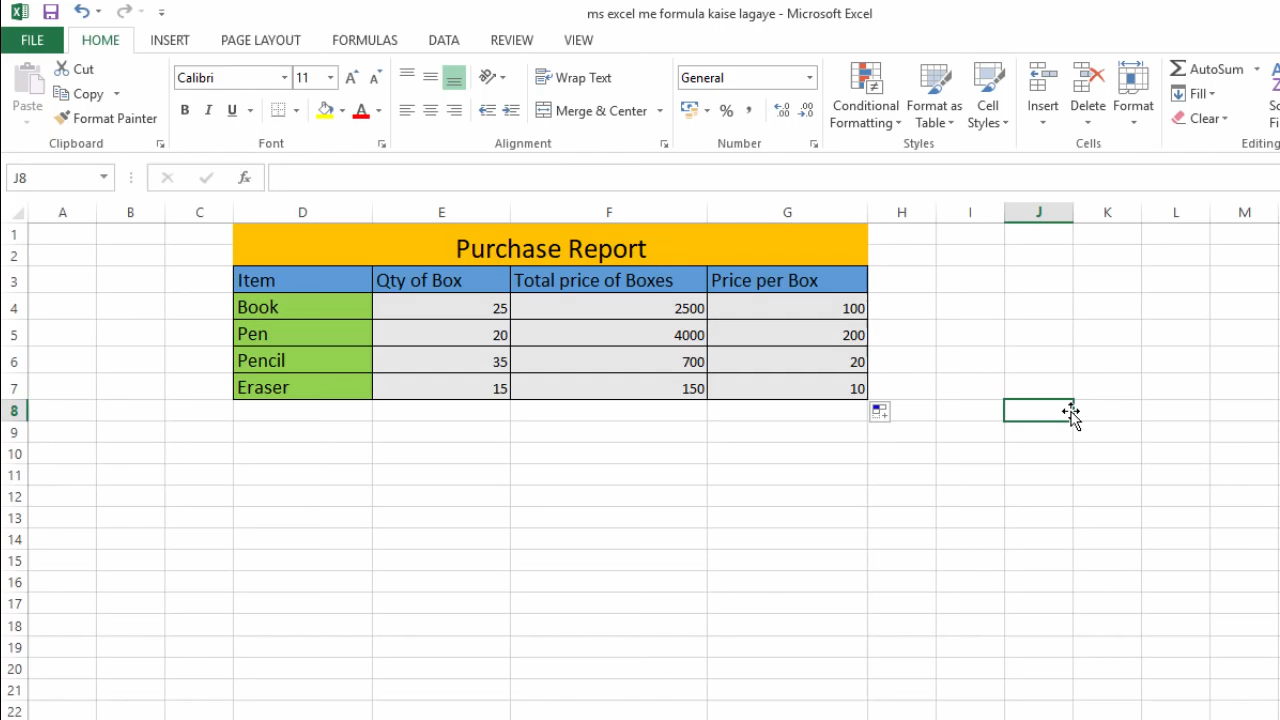 ms excel me formula kaise lagaye - Microsoft Excel
FILE HOME INSERT PAGE LAYOUT FORMULAS DATA REVIEW VIEW
Paste Cut Copy Format Painter
Clipboard
Calibri 11
B I U A A A
Font
Wrap Text
Merge & Center
Alignment
General
% , .00 .0
Number
Conditional Formatting Format as Table Cell Styles
Styles
Insert Delete Format
Cells
Σ AutoSum
Fill
Clear
Editing
J8 fx
A B C D E F G H I J K L M
1 Purchase Report
2
3 Item Qty of Box Total price of Boxes Price per Box
4 Book 25 2500 100
5 Pen 20 4000 200
6 Pencil 35 700 20
7 Eraser 15 150 10
8
9
10
11
12
13
14
15
16
17
18
19
20
21
22